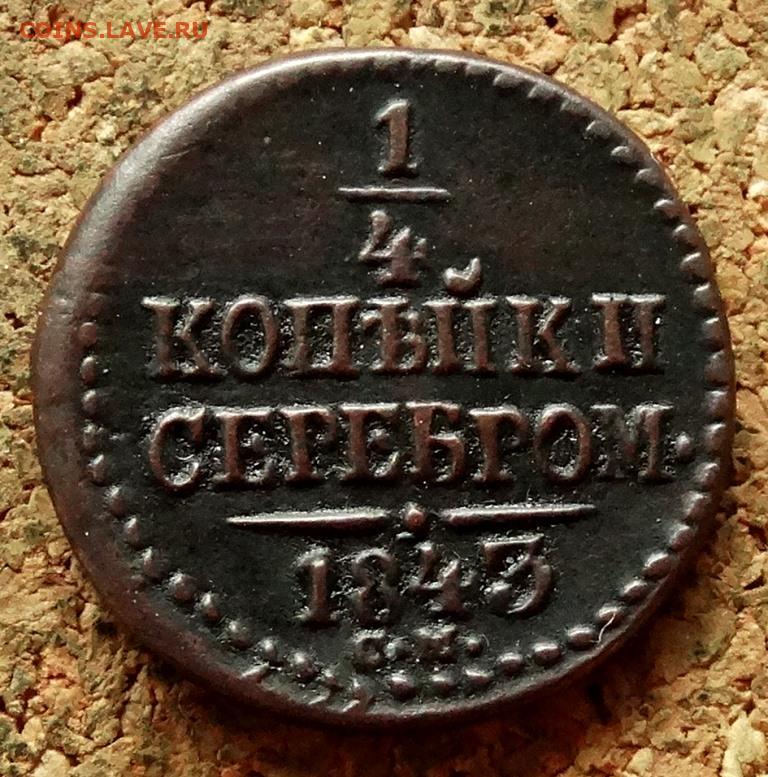 COINS.LAVE.RU
1
4
КОПѢЙКИ
СЕРЕБРОМ.
1843
С.М.